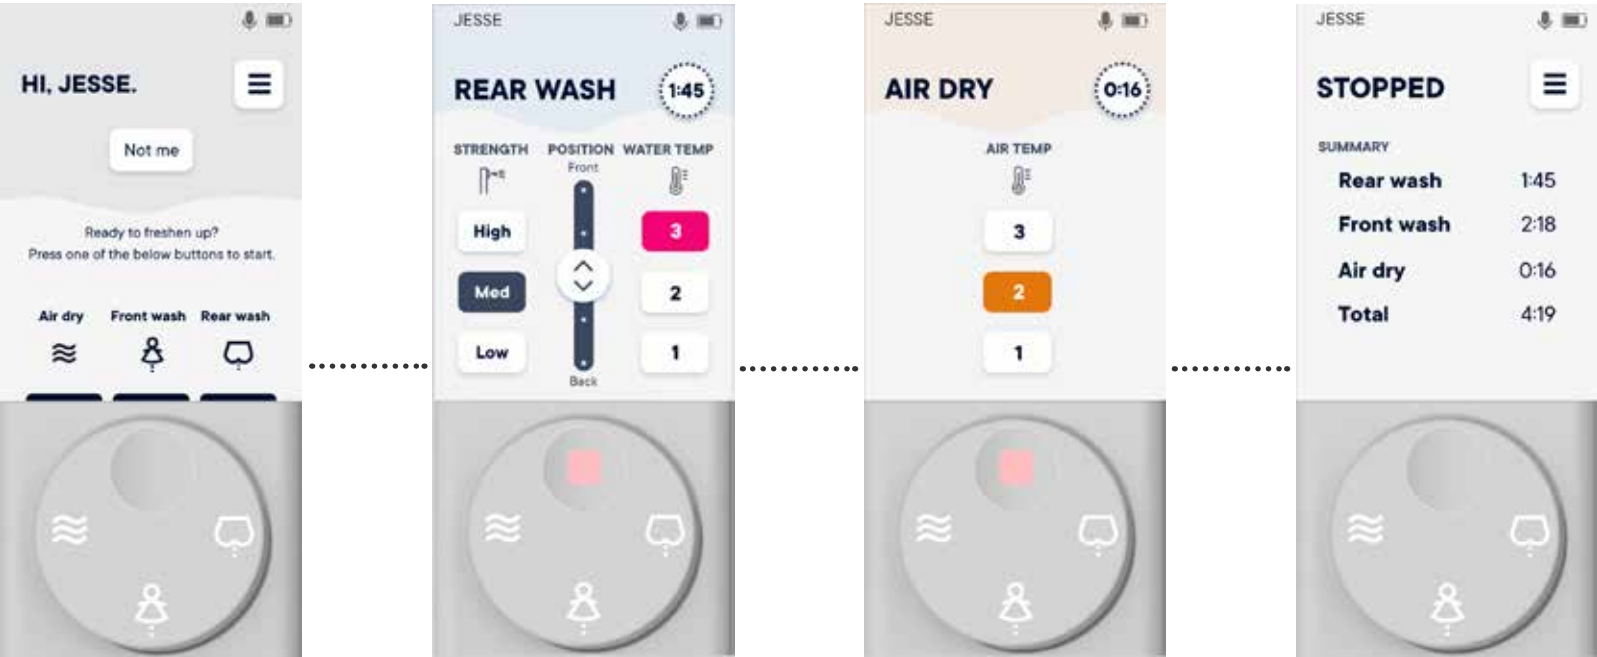 HI, JESSE.
Not me
Ready to freshen up?
Press one of the below buttons to start.
Air dry Front wash Rear wash
JESSE
REAR WASH 1:45
STRENGTH POSITION WATER TEMP
Front
High 3
Med 2
Low 1
Back
JESSE
AIR DRY 0:16
AIR TEMP
3
2
1
JESSE
STOPPED
SUMMARY
Rear wash 1:45
Front wash 2:18
Air dry 0:16
Total 4:19